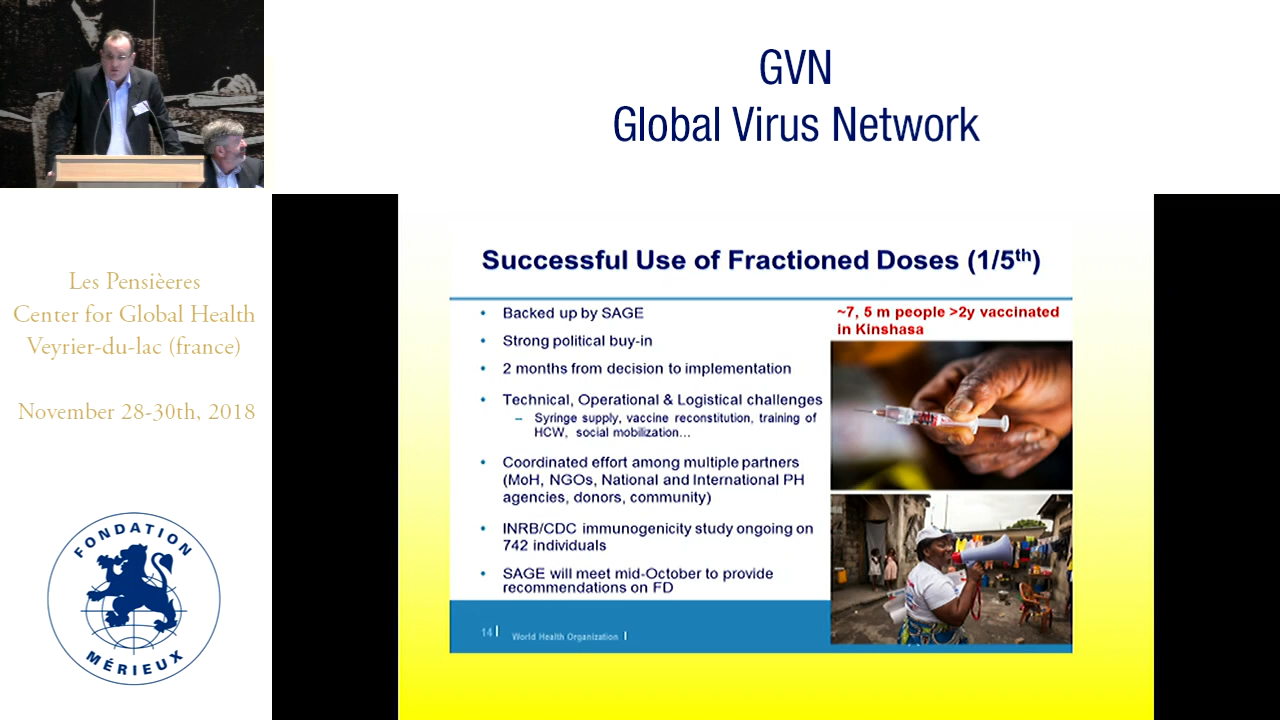 GVN
Global Virus Network
Les Pensièeres
Center for Global Health
Veyrier-du-lac (france)
November 28-30th, 2018
FONDATION
MÉRIEUX
Successful Use of Fractioned Doses (1/5th)
• Backed up by SAGE
• Strong political buy-in
• 2 months from decision to implementation
• Technical, Operational & Logistical challenges
– Syringe supply, vaccine reconstitution, training of
HCW, social mobilization…
• Coordinated effort among multiple partners
(MoH, NGOs, National and International PH
agencies, donors, community)
• INRB/CDC immunogenicity study ongoing on
742 individuals
• SAGE will meet mid-October to provide
recommendations on FD
~7, 5 m people >2y vaccinated
in Kinshasa
14 | World Health Organization |